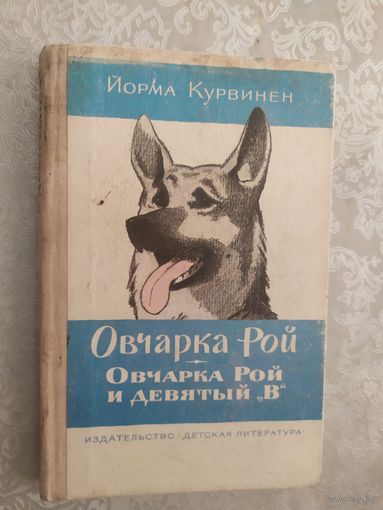 Йорма Курвинен
Овчарка Рой
Овчарка Рой
и девятый „В“
ИЗДАТЕЛЬСТВО · ДЕТСКАЯ ЛИТЕРАТУРА ·